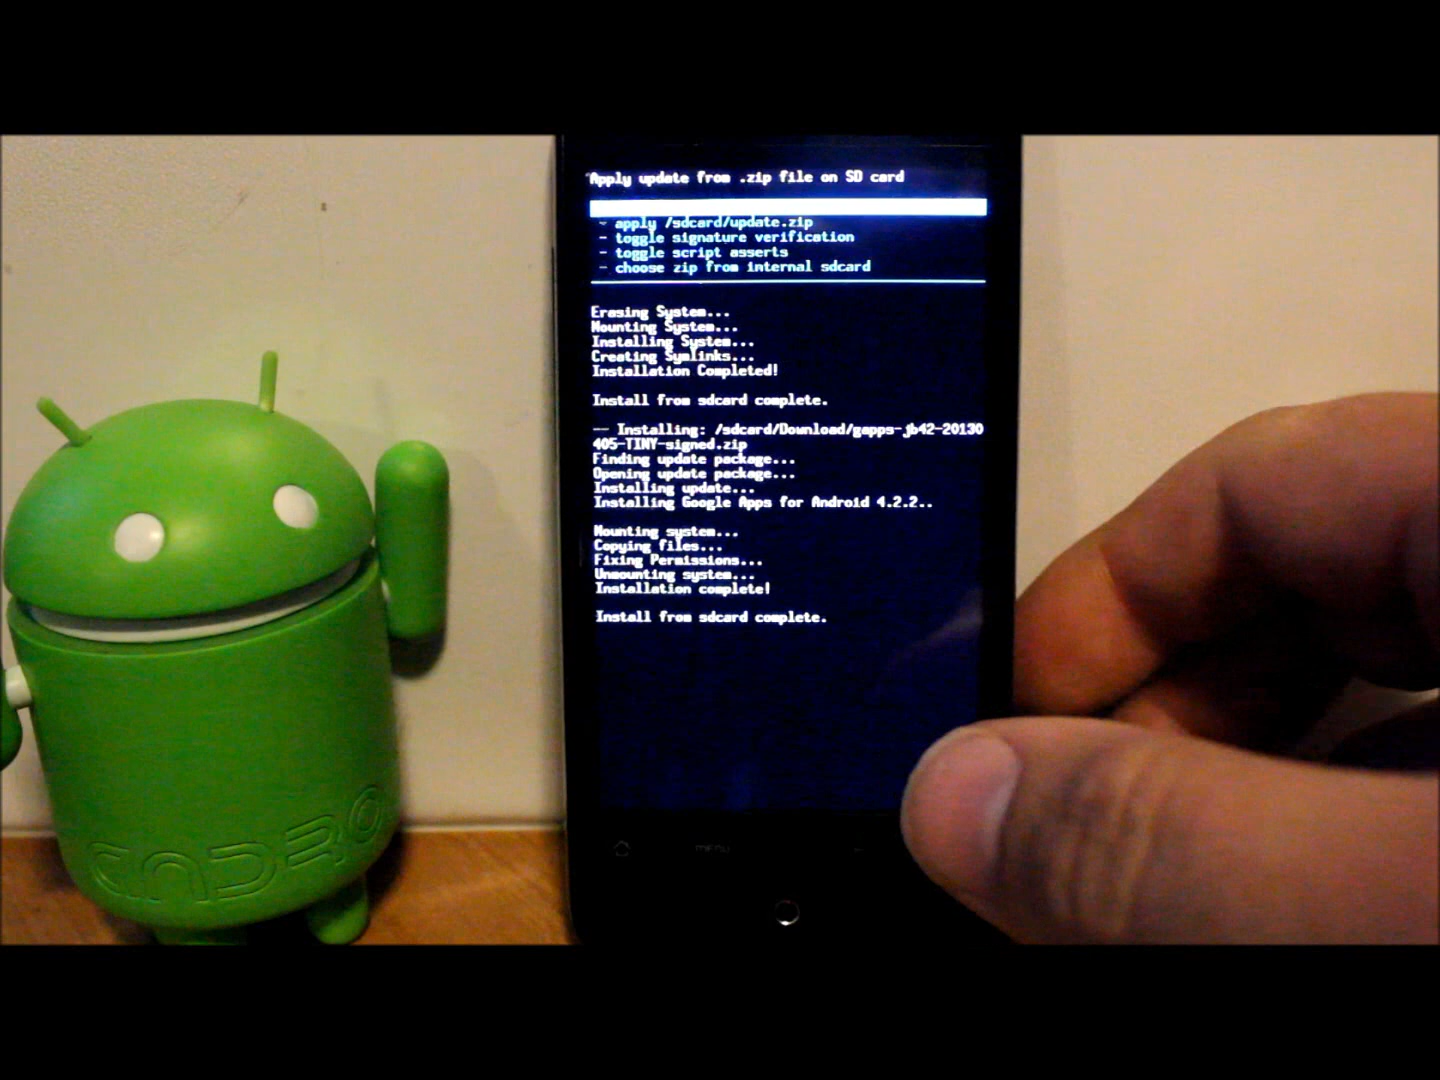 Apply update from .zip file on SD card
- apply /sdcard/update.zip
- toggle signature verification
- toggle script asserts
- choose zip from internal sdcard
Erasing System...
Mounting System...
Installing System...
Creating Symlinks...
Installation Completed!
Install from sdcard complete.
-- Installing: /sdcard/Download/gapps-jb42-20130
405-TINY-signed.zip
Finding update package...
Opening update package...
Installing update...
Installing Google Apps for Android 4.2.2..
Mounting system...
Copying files...
Fixing Permissions...
Unmounting system...
Installation complete!
Install from sdcard complete.
MENU
ANDRO